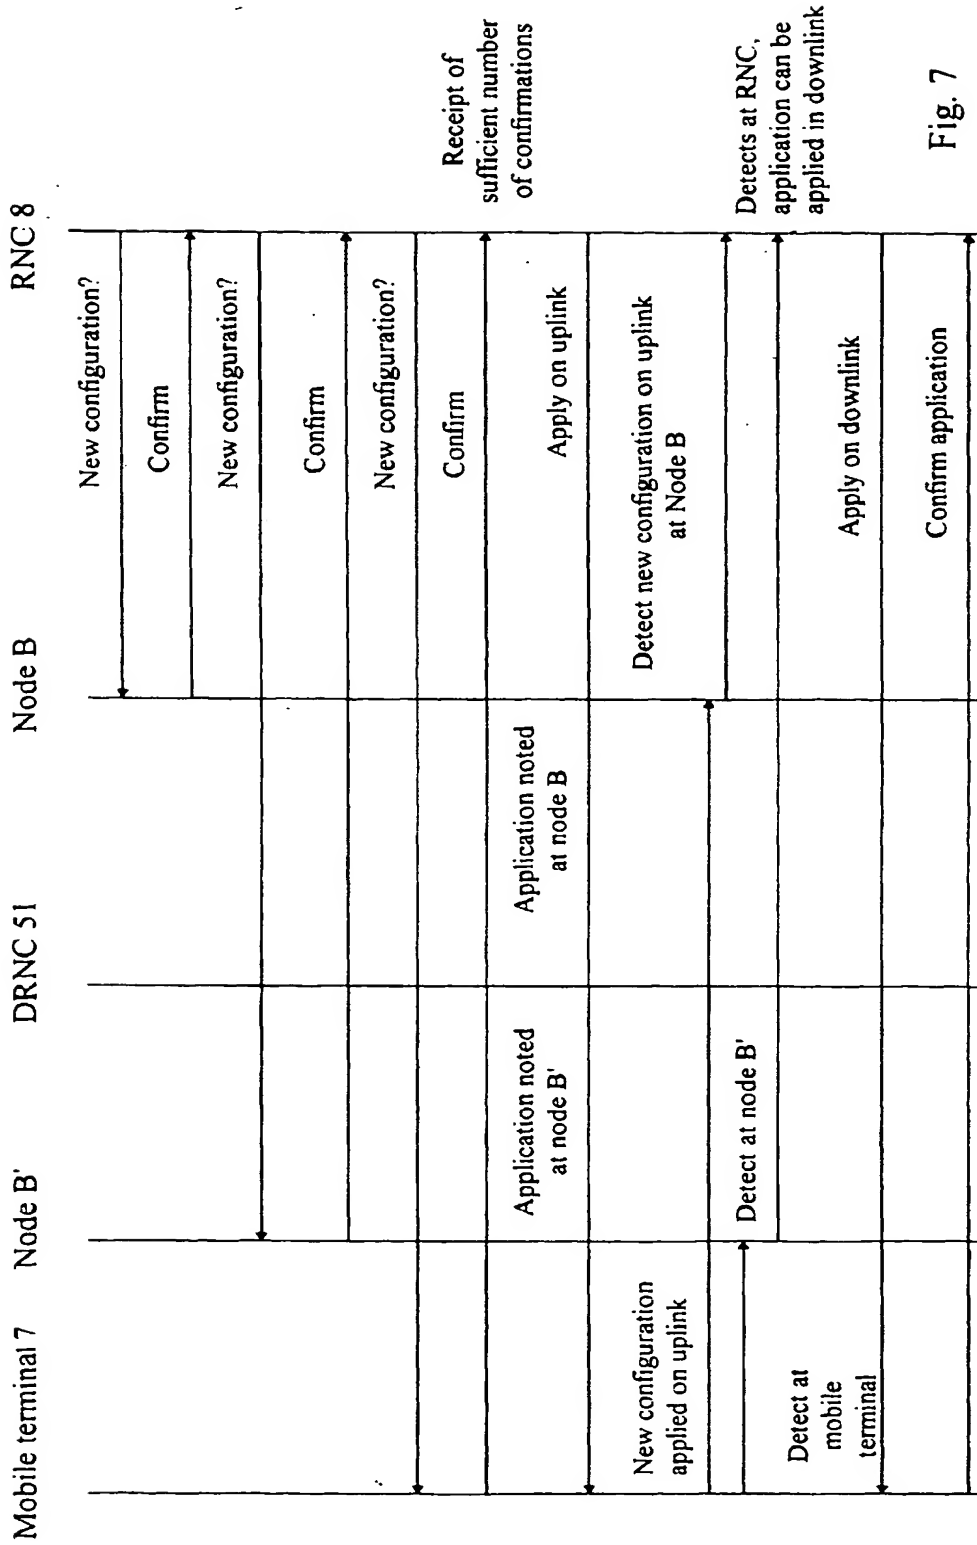 Mobile terminal 7
Node B'
DRNC 51
Node B
RNC 8
New configuration?
Confirm
New configuration?
Confirm
New configuration?
Confirm
Receipt of
sufficient number
of confirmations
Application noted
at node B'
Application noted
at node B
Apply on uplink
New configuration
applied on uplink
Detect new configuration on uplink
at Node B
Detect at node B'
Detects at RNC,
application can be
applied in downlink
Detect at
mobile
terminal
Apply on downlink
Confirm application
Fig. 7